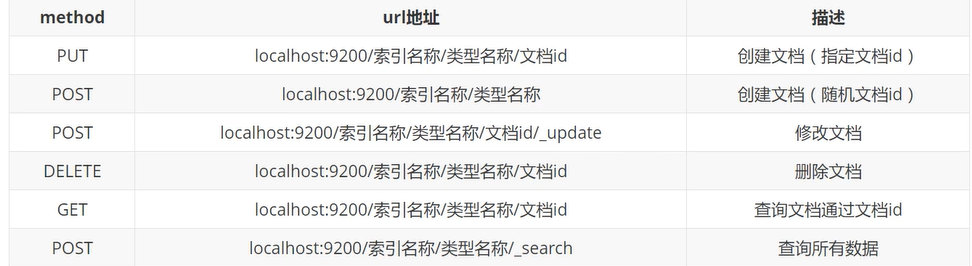 method url地址 描述
PUT localhost:9200/索引名称/类型名称/文档id 创建文档（指定文档id）
POST localhost:9200/索引名称/类型名称 创建文档（随机文档id）
POST localhost:9200/索引名称/类型名称/文档id/_update 修改文档
DELETE localhost:9200/索引名称/类型名称/文档id 删除文档
GET localhost:9200/索引名称/类型名称/文档id 查询文档通过文档id
POST localhost:9200/索引名称/类型名称/_search 查询所有数据